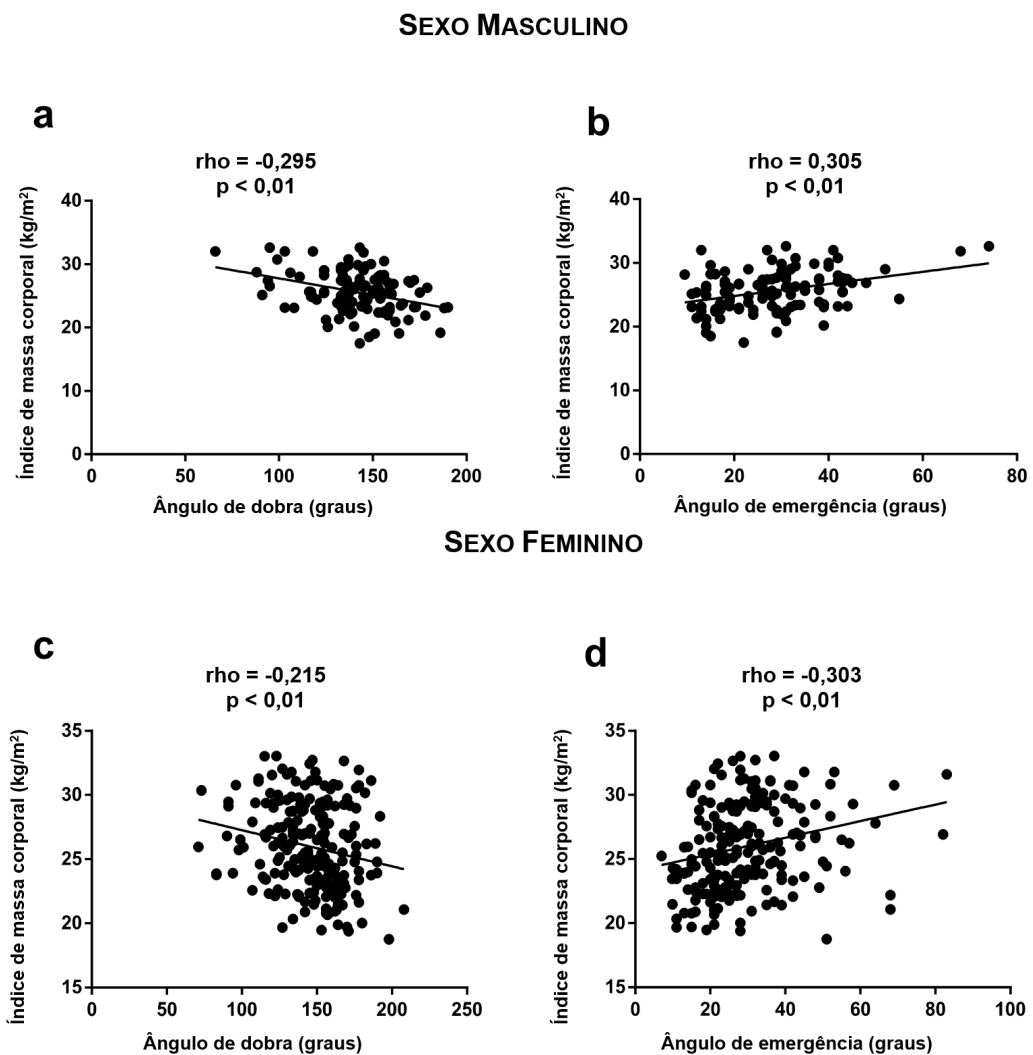 SEXO MASCULINO
a
rho = -0,295
p < 0,01
Índice de massa corporal (kg/m²)
40
30
20
10
0
0 50 100 150 200
Ângulo de dobra (graus)
b
rho = 0,305
p < 0,01
Índice de massa corporal (kg/m²)
40
30
20
10
0
0 20 40 60 80
Ângulo de emergência (graus)
SEXO FEMININO
c
rho = -0,215
p < 0,01
Índice de massa corporal (kg/m²)
35
30
25
20
15
0 50 100 150 200 250
Ângulo de dobra (graus)
d
rho = -0,303
p < 0,01
Índice de massa corporal (kg/m²)
35
30
25
20
15
0 20 40 60 80 100
Ângulo de emergência (graus)